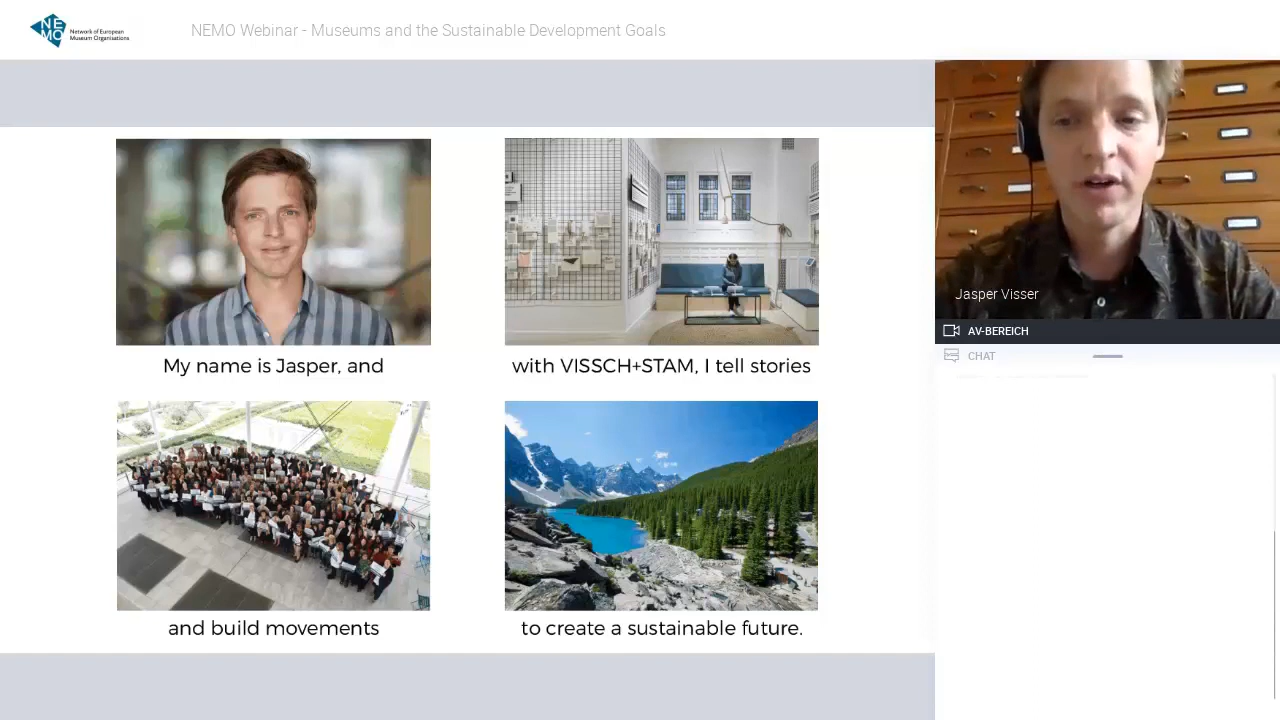 NE
MO
Network of European
Museum Organisations
NEMO Webinar - Museums and the Sustainable Development Goals
My name is Jasper, and
with VISSCH+STAM, I tell stories
and build movements
to create a sustainable future.
Jasper Visser
AV-BEREICH
CHAT